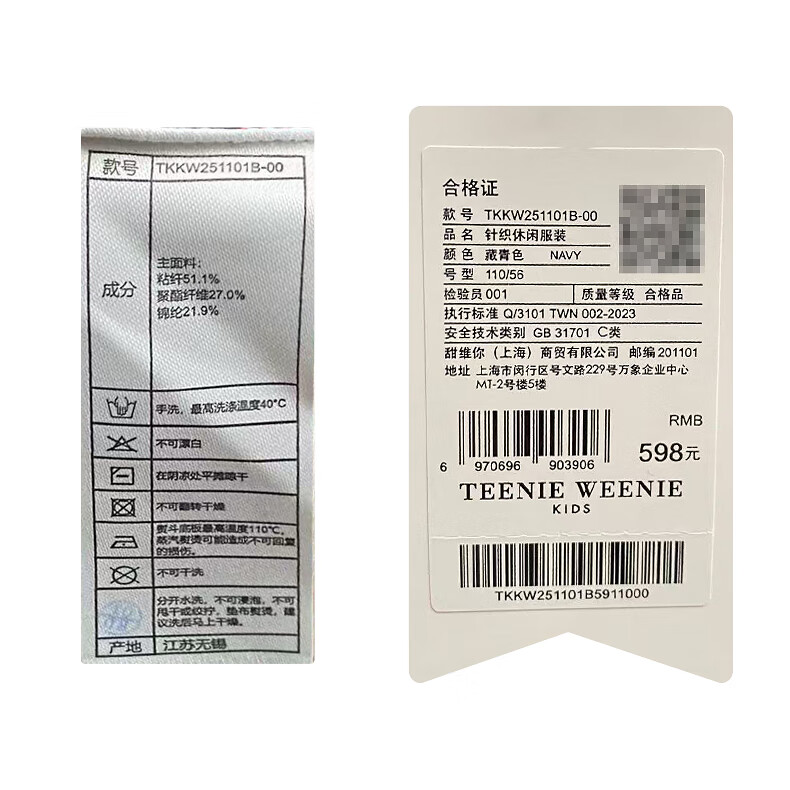 款号 TKKW251101B-00
成分
主面料:
粘纤51.1%
聚酯纤维27.0%
锦纶21.9%
手洗，最高洗涤温度40°C
不可漂白
在阴凉处平摊晾干
不可翻转干燥
熨斗底板最高温度110℃，
蒸汽熨烫可能造成不可回复
的损伤。
不可干洗
分开水洗，不可浸泡，不可
甩干或绞拧，垫布熨烫，建
议洗后马上干燥。
产地 江苏无锡
合格证
款号 TKKW251101B-00
品名 针织休闲服装
颜色 藏青色 NAVY
号型 110/56
检验员001 质量等级 合格品
执行标准 Q/3101 TWN 002-2023
安全技术类别 GB 31701 C类
甜维你（上海）商贸有限公司 邮编201101
地址 上海市闵行区号文路229号万象企业中心
MT-2号楼5楼
RMB
598元
6 970696 903906
TEENIE WEENIE
KIDS
TKKW251101B5911000